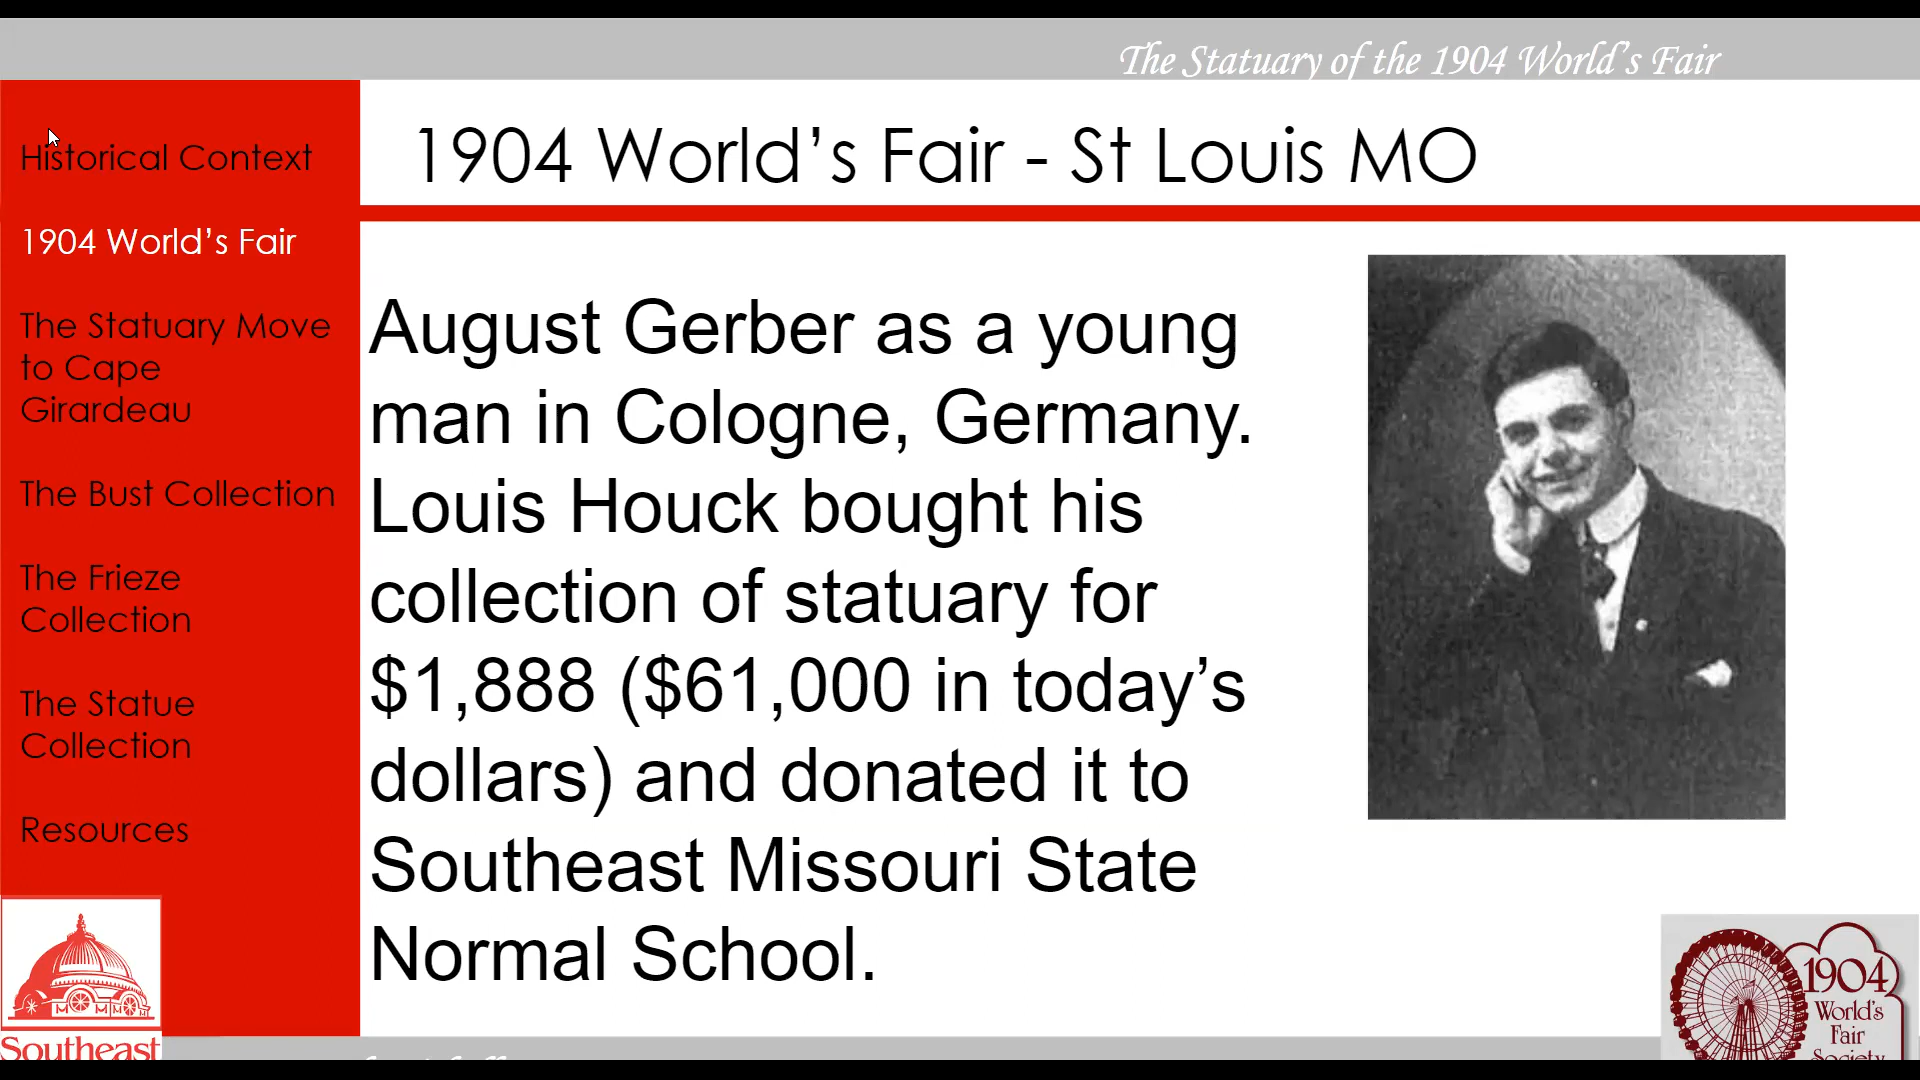 The Statuary of the 1904 World's Fair
Historical Context
1904 World's Fair
The Statuary Move
to Cape
Girardeau
The Bust Collection
The Frieze
Collection
The Statue
Collection
Resources
Southeast
1904 World’s Fair - St Louis MO
August Gerber as a young
man in Cologne, Germany.
Louis Houck bought his
collection of statuary for
$1,888 ($61,000 in today’s
dollars) and donated it to
Southeast Missouri State
Normal School.
1904
World's
Fair
Society